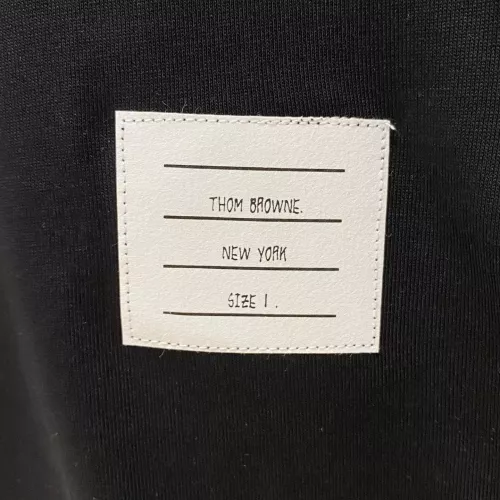 THOM BROWNE.
NEW YORK
SIZE 1 .